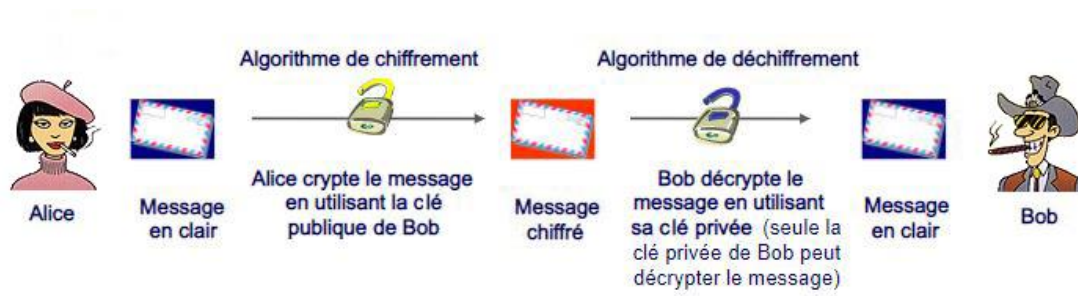 Algorithme de chiffrement
Algorithme de déchiffrement
Alice
Message
en clair
Alice crypte le message
en utilisant la clé
publique de Bob
Message
chiffré
Bob décrypte le
message en utilisant
sa clé privée (seule la
clé privée de Bob peut
décrypter le message)
Message
en clair
Bob